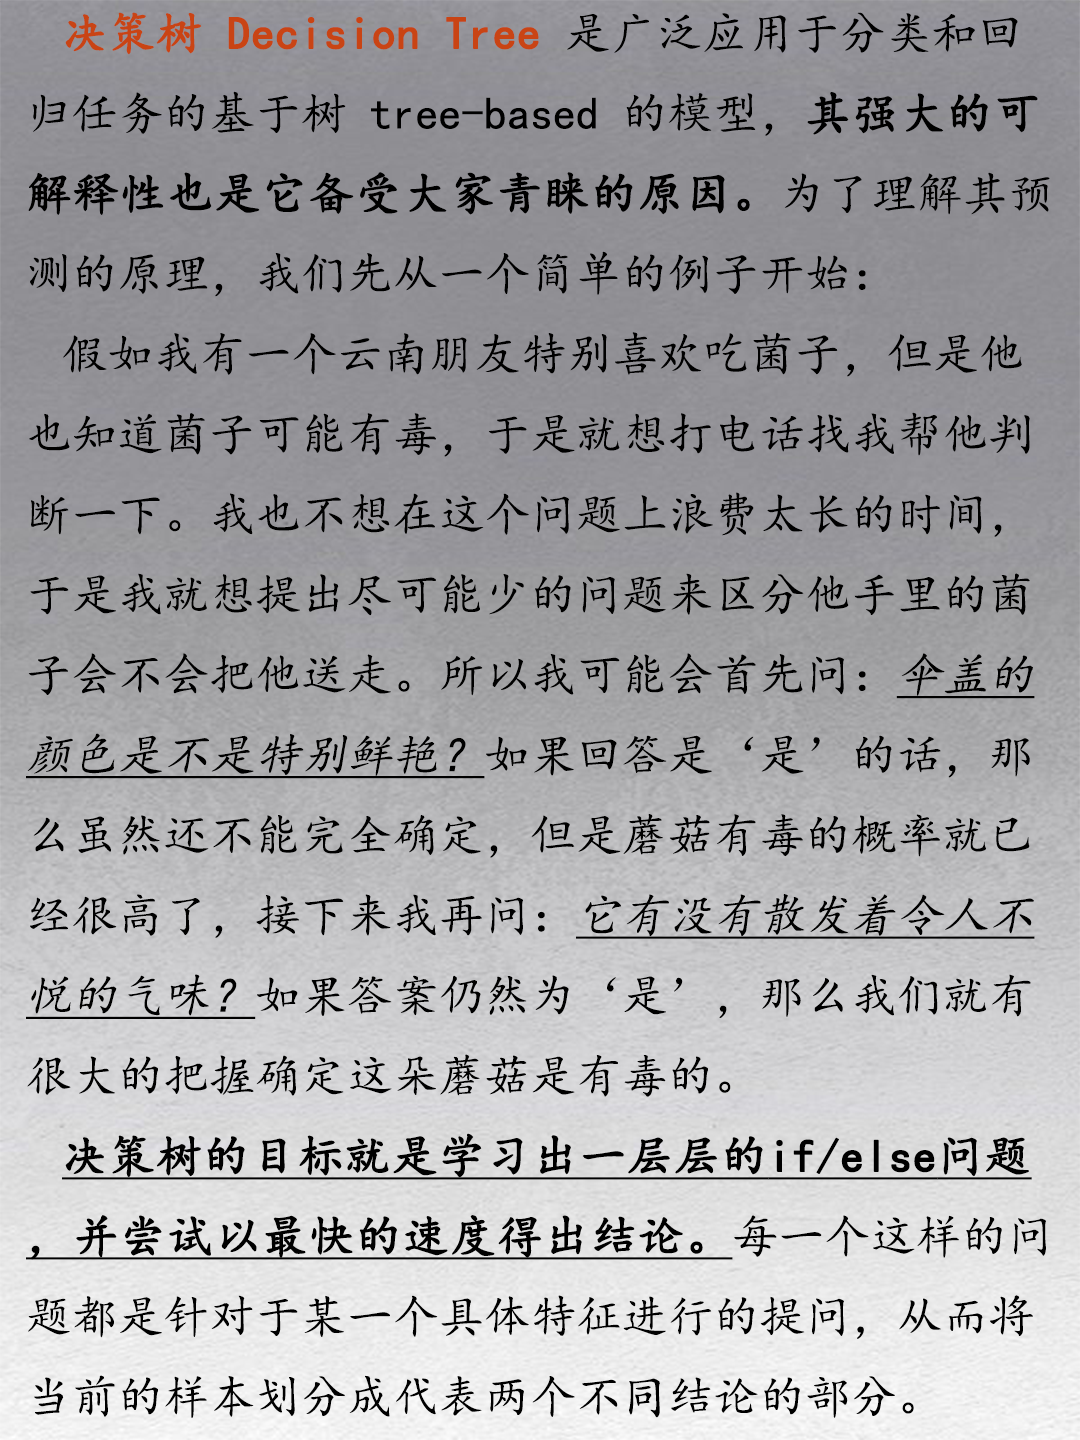 决策树 Decision Tree 是广泛应用于分类和回
归任务的基于树 tree-based 的模型，其强大的可
解释性也是它备受大家青睐的原因。为了理解其预
测的原理，我们先从一个简单的例子开始：
假如我有一个云南朋友特别喜欢吃菌子，但是他
也知道菌子可能有毒，于是就想打电话找我帮他判
断一下。我也不想在这个问题上浪费太长的时间，
于是我就想提出尽可能少的问题来区分他手里的菌
子会不会把他送走。所以我可能会首先问：伞盖的
颜色是不是特别鲜艳？如果回答是‘是’的话，那
么虽然还不能完全确定，但是蘑菇有毒的概率就已
经很高了，接下来我再问：它有没有散发着令人不
悦的气味？如果答案仍然为‘是’，那么我们就有
很大的把握确定这朵蘑菇是有毒的。
决策树的目标就是学习出一层层的if/else问题
，并尝试以最快的速度得出结论。每一个这样的问
题都是针对于某一个具体特征进行的提问，从而将
当前的样本划分成代表两个不同结论的部分。